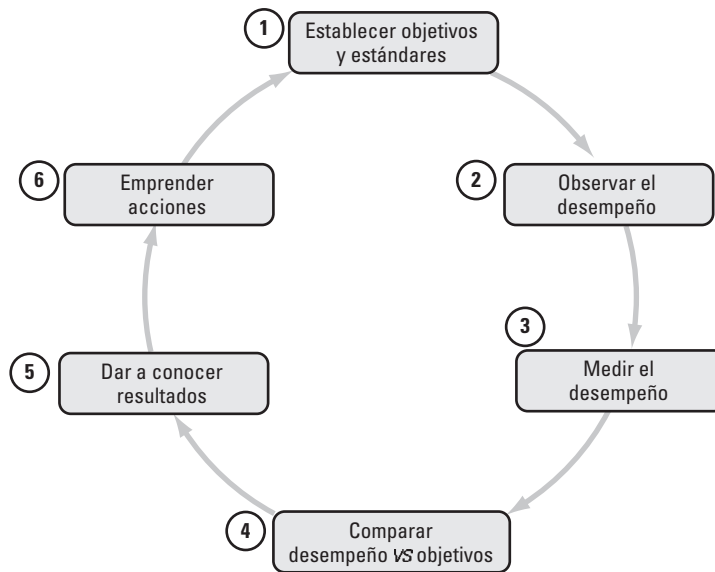 1
Establecer objetivos
y estándares
2
Observar el
desempeño
3
Medir el
desempeño
4
Comparar
desempeño VS objetivos
5
Dar a conocer
resultados
6
Emprender
acciones